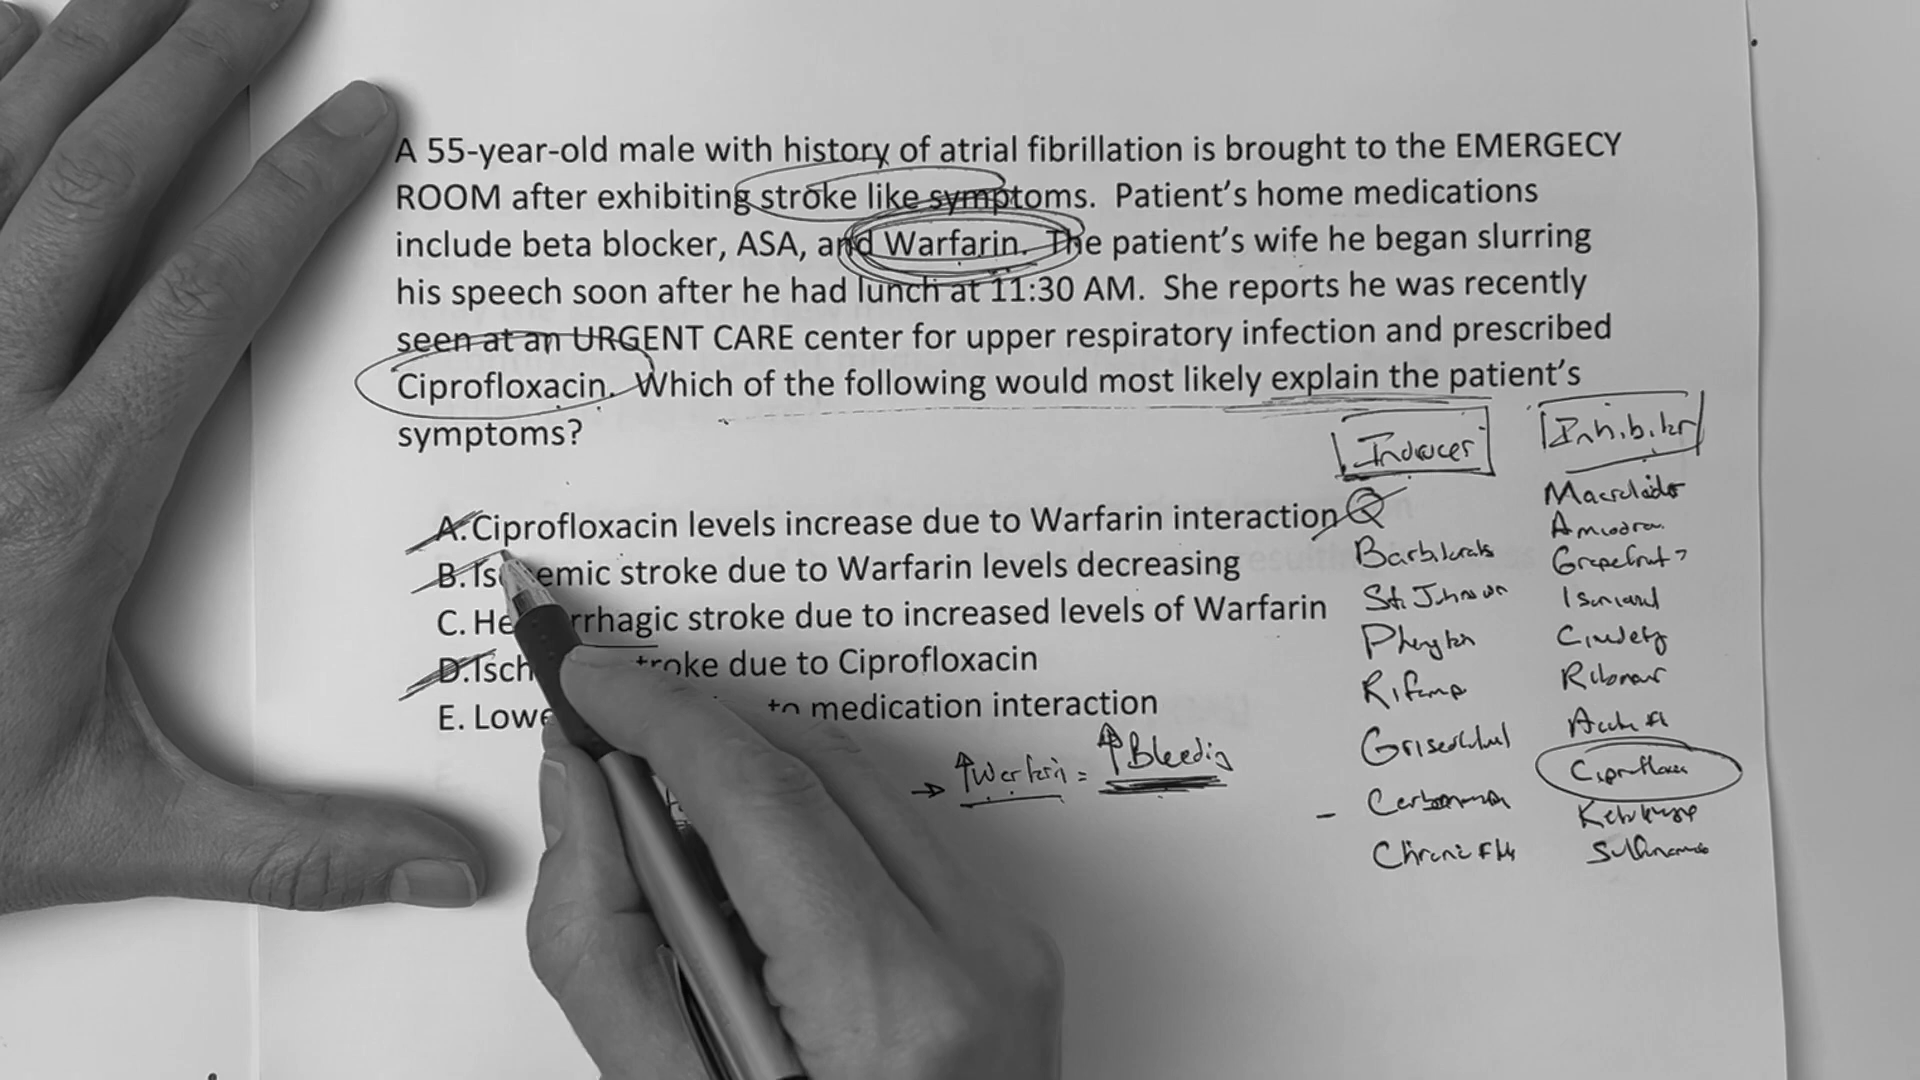 A 55-year-old male with history of atrial fibrillation is brought to the EMERGECY
ROOM after exhibiting stroke like symptoms. Patient's home medications
include beta blocker, ASA, and Warfarin. The patient's wife he began slurring
his speech soon after he had lunch at 11:30 AM. She reports he was recently
seen at an URGENT CARE center for upper respiratory infection and prescribed
Ciprofloxacin. Which of the following would most likely explain the patient's
symptoms?
A. Ciprofloxacin levels increase due to Warfarin interaction
B. emic stroke due to Warfarin levels decreasing
C. He rrhagic stroke due to increased levels of Warfarin
D. Isch troke due to Ciprofloxacin
E. Lowe to medication interaction
→ ↑Warfarin = ↑Bleeding
Inducer
Q
Barbiturats
St. Johns
Phenytoin
Rifamp
Chronic
Inhibitor
Macrolides
Grapefruit
Ritonavir